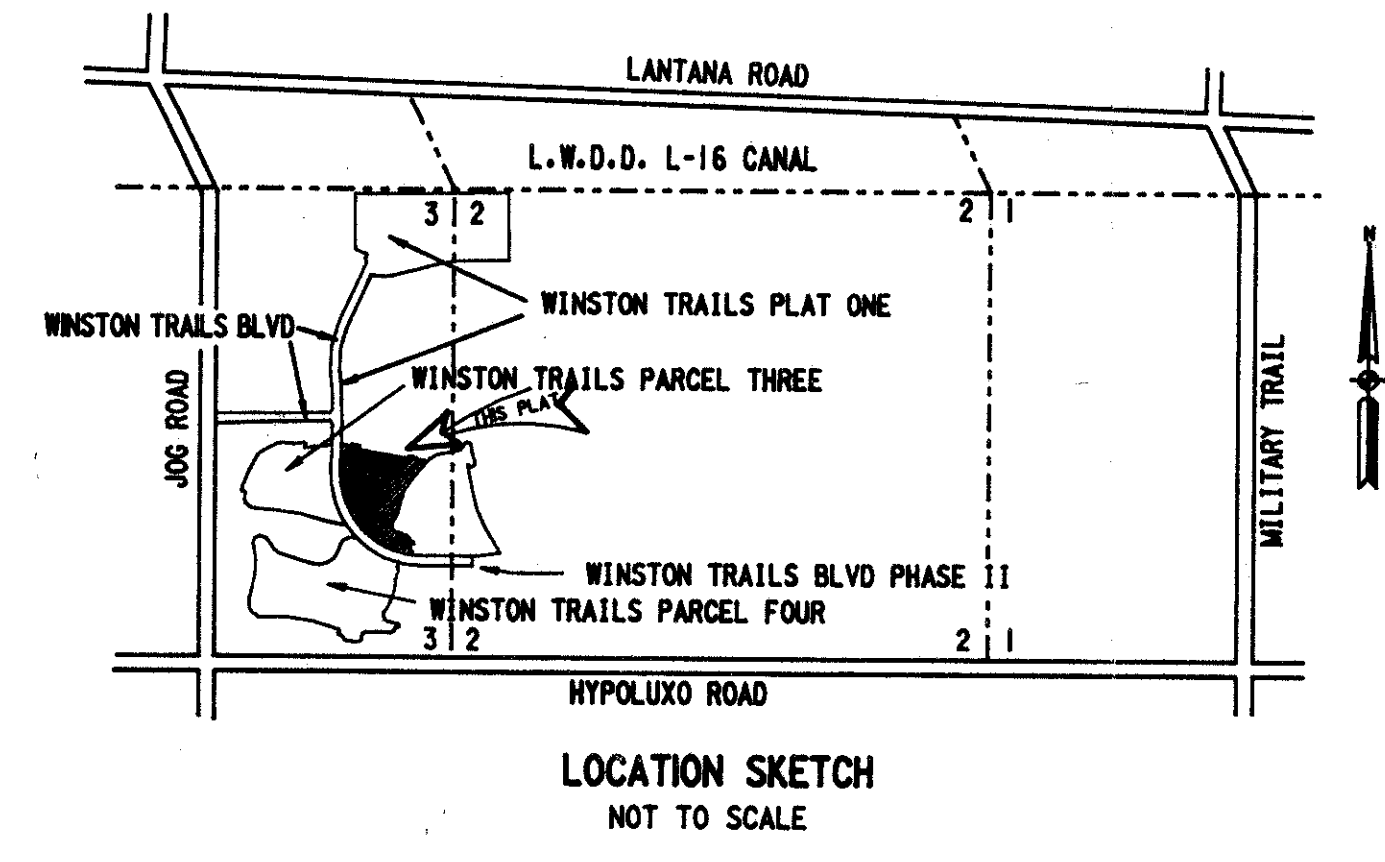 LANTANA ROAD
L.W.D.D. L-16 CANAL
3 2
2 1
N
WINSTON TRAILS PLAT ONE
WINSTON TRAILS BLVD
WINSTON TRAILS PARCEL THREE
THIS PLAT
JOG ROAD
MILITARY TRAIL
WINSTON TRAILS BLVD PHASE II
WINSTON TRAILS PARCEL FOUR
3 2
2 1
HYPOLUXO ROAD
LOCATION SKETCH
NOT TO SCALE